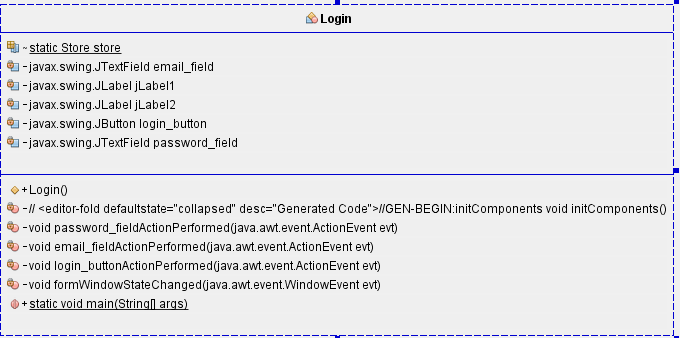 Login
~ static Store store
- javax.swing.JTextField email_field
- javax.swing.JLabel jLabel1
- javax.swing.JLabel jLabel2
- javax.swing.JButton login_button
- javax.swing.JTextField password_field
+ Login()
- // <editor-fold defaultstate="collapsed" desc="Generated Code">//GEN-BEGIN:initComponents void initComponents()
- void password_fieldActionPerformed(java.awt.event.ActionEvent evt)
- void email_fieldActionPerformed(java.awt.event.ActionEvent evt)
- void login_buttonActionPerformed(java.awt.event.ActionEvent evt)
- void formWindowStateChanged(java.awt.event.WindowEvent evt)
+ static void main(String[] args)